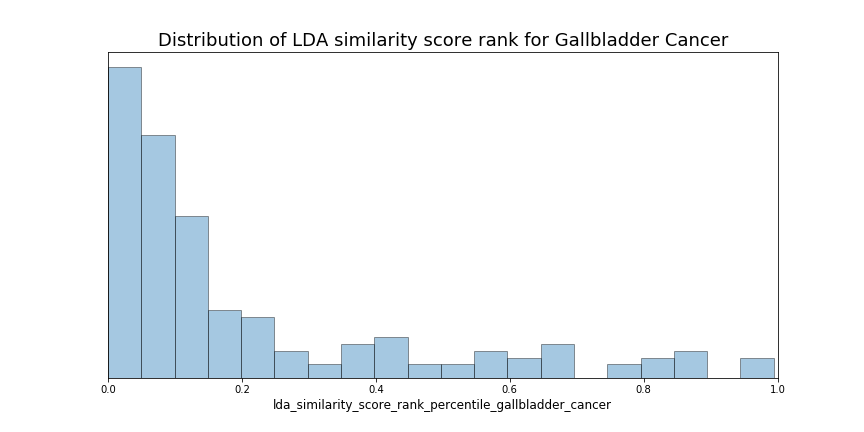 Distribution of LDA similarity score rank for Gallbladder Cancer
0.0 0.2 0.4 0.6 0.8 1.0
lda_similarity_score_rank_percentile_gallbladder_cancer